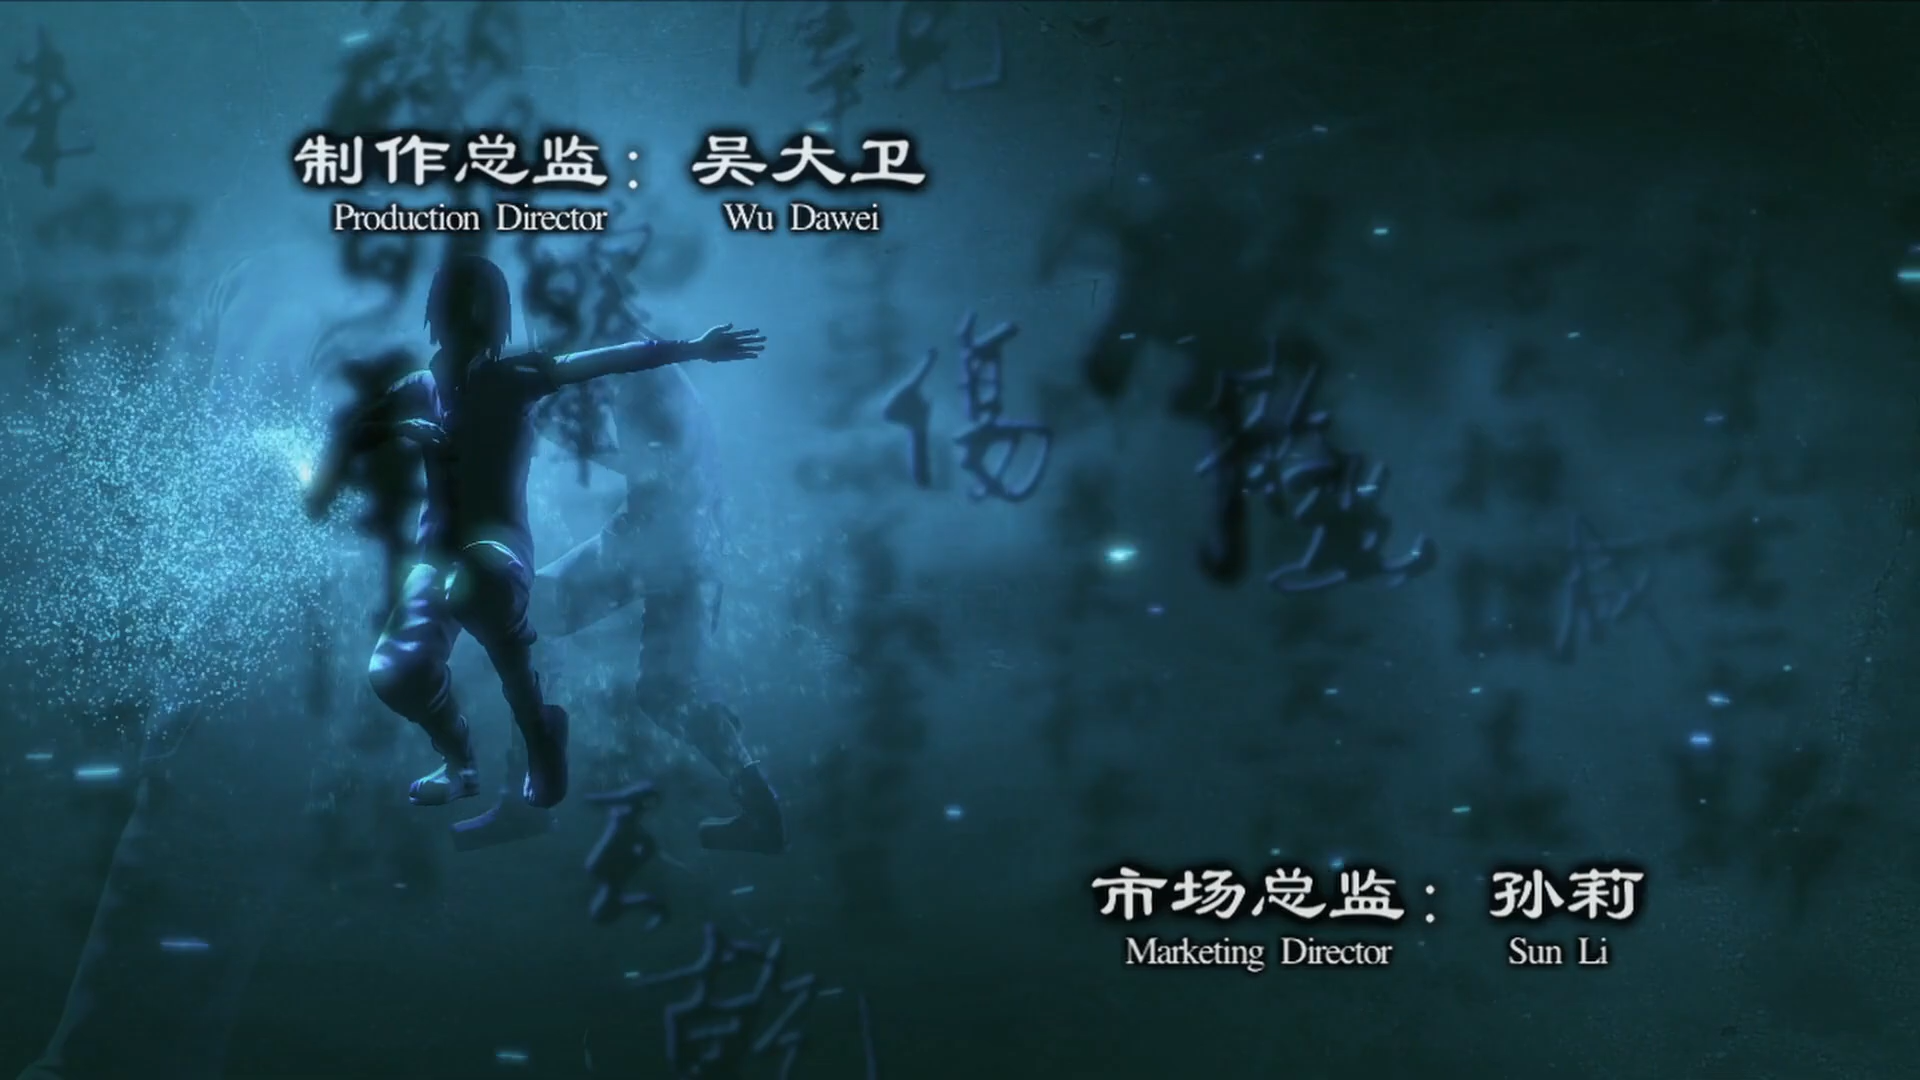 制作总监： 吴大卫
Production Director Wu Dawei
傷
市场总监： 孙莉
Marketing Director Sun Li